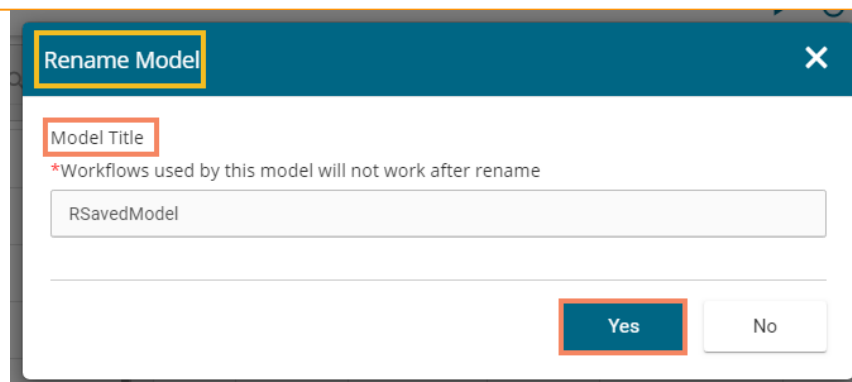 Rename Model
Model Title
*Workflows used by this model will not work after rename
RSavedModel
Yes
No